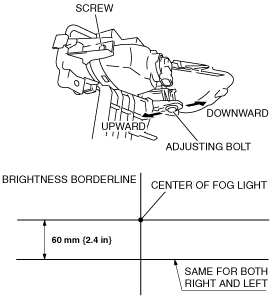 SCREW
DOWNWARD
UPWARD
ADJUSTING BOLT
BRIGHTNESS BORDERLINE
CENTER OF FOG LIGHT
60 mm {2.4 in}
SAME FOR BOTH
RIGHT AND LEFT